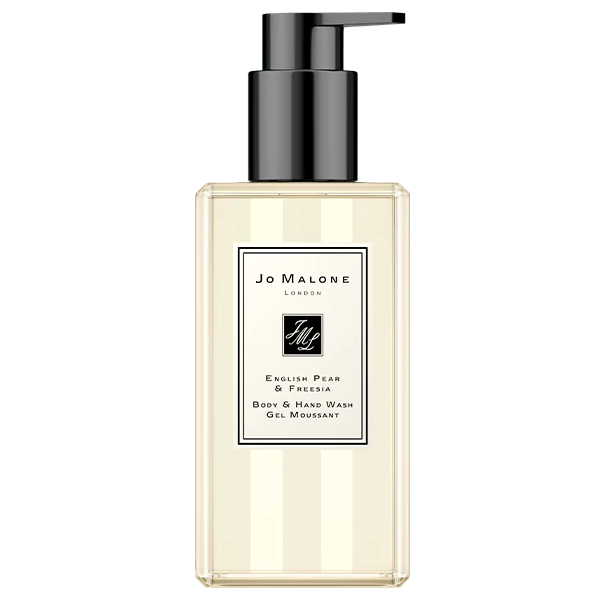 Jo Malone
London
JML
English Pear
& Freesia
Body & Hand Wash
Gel Moussant